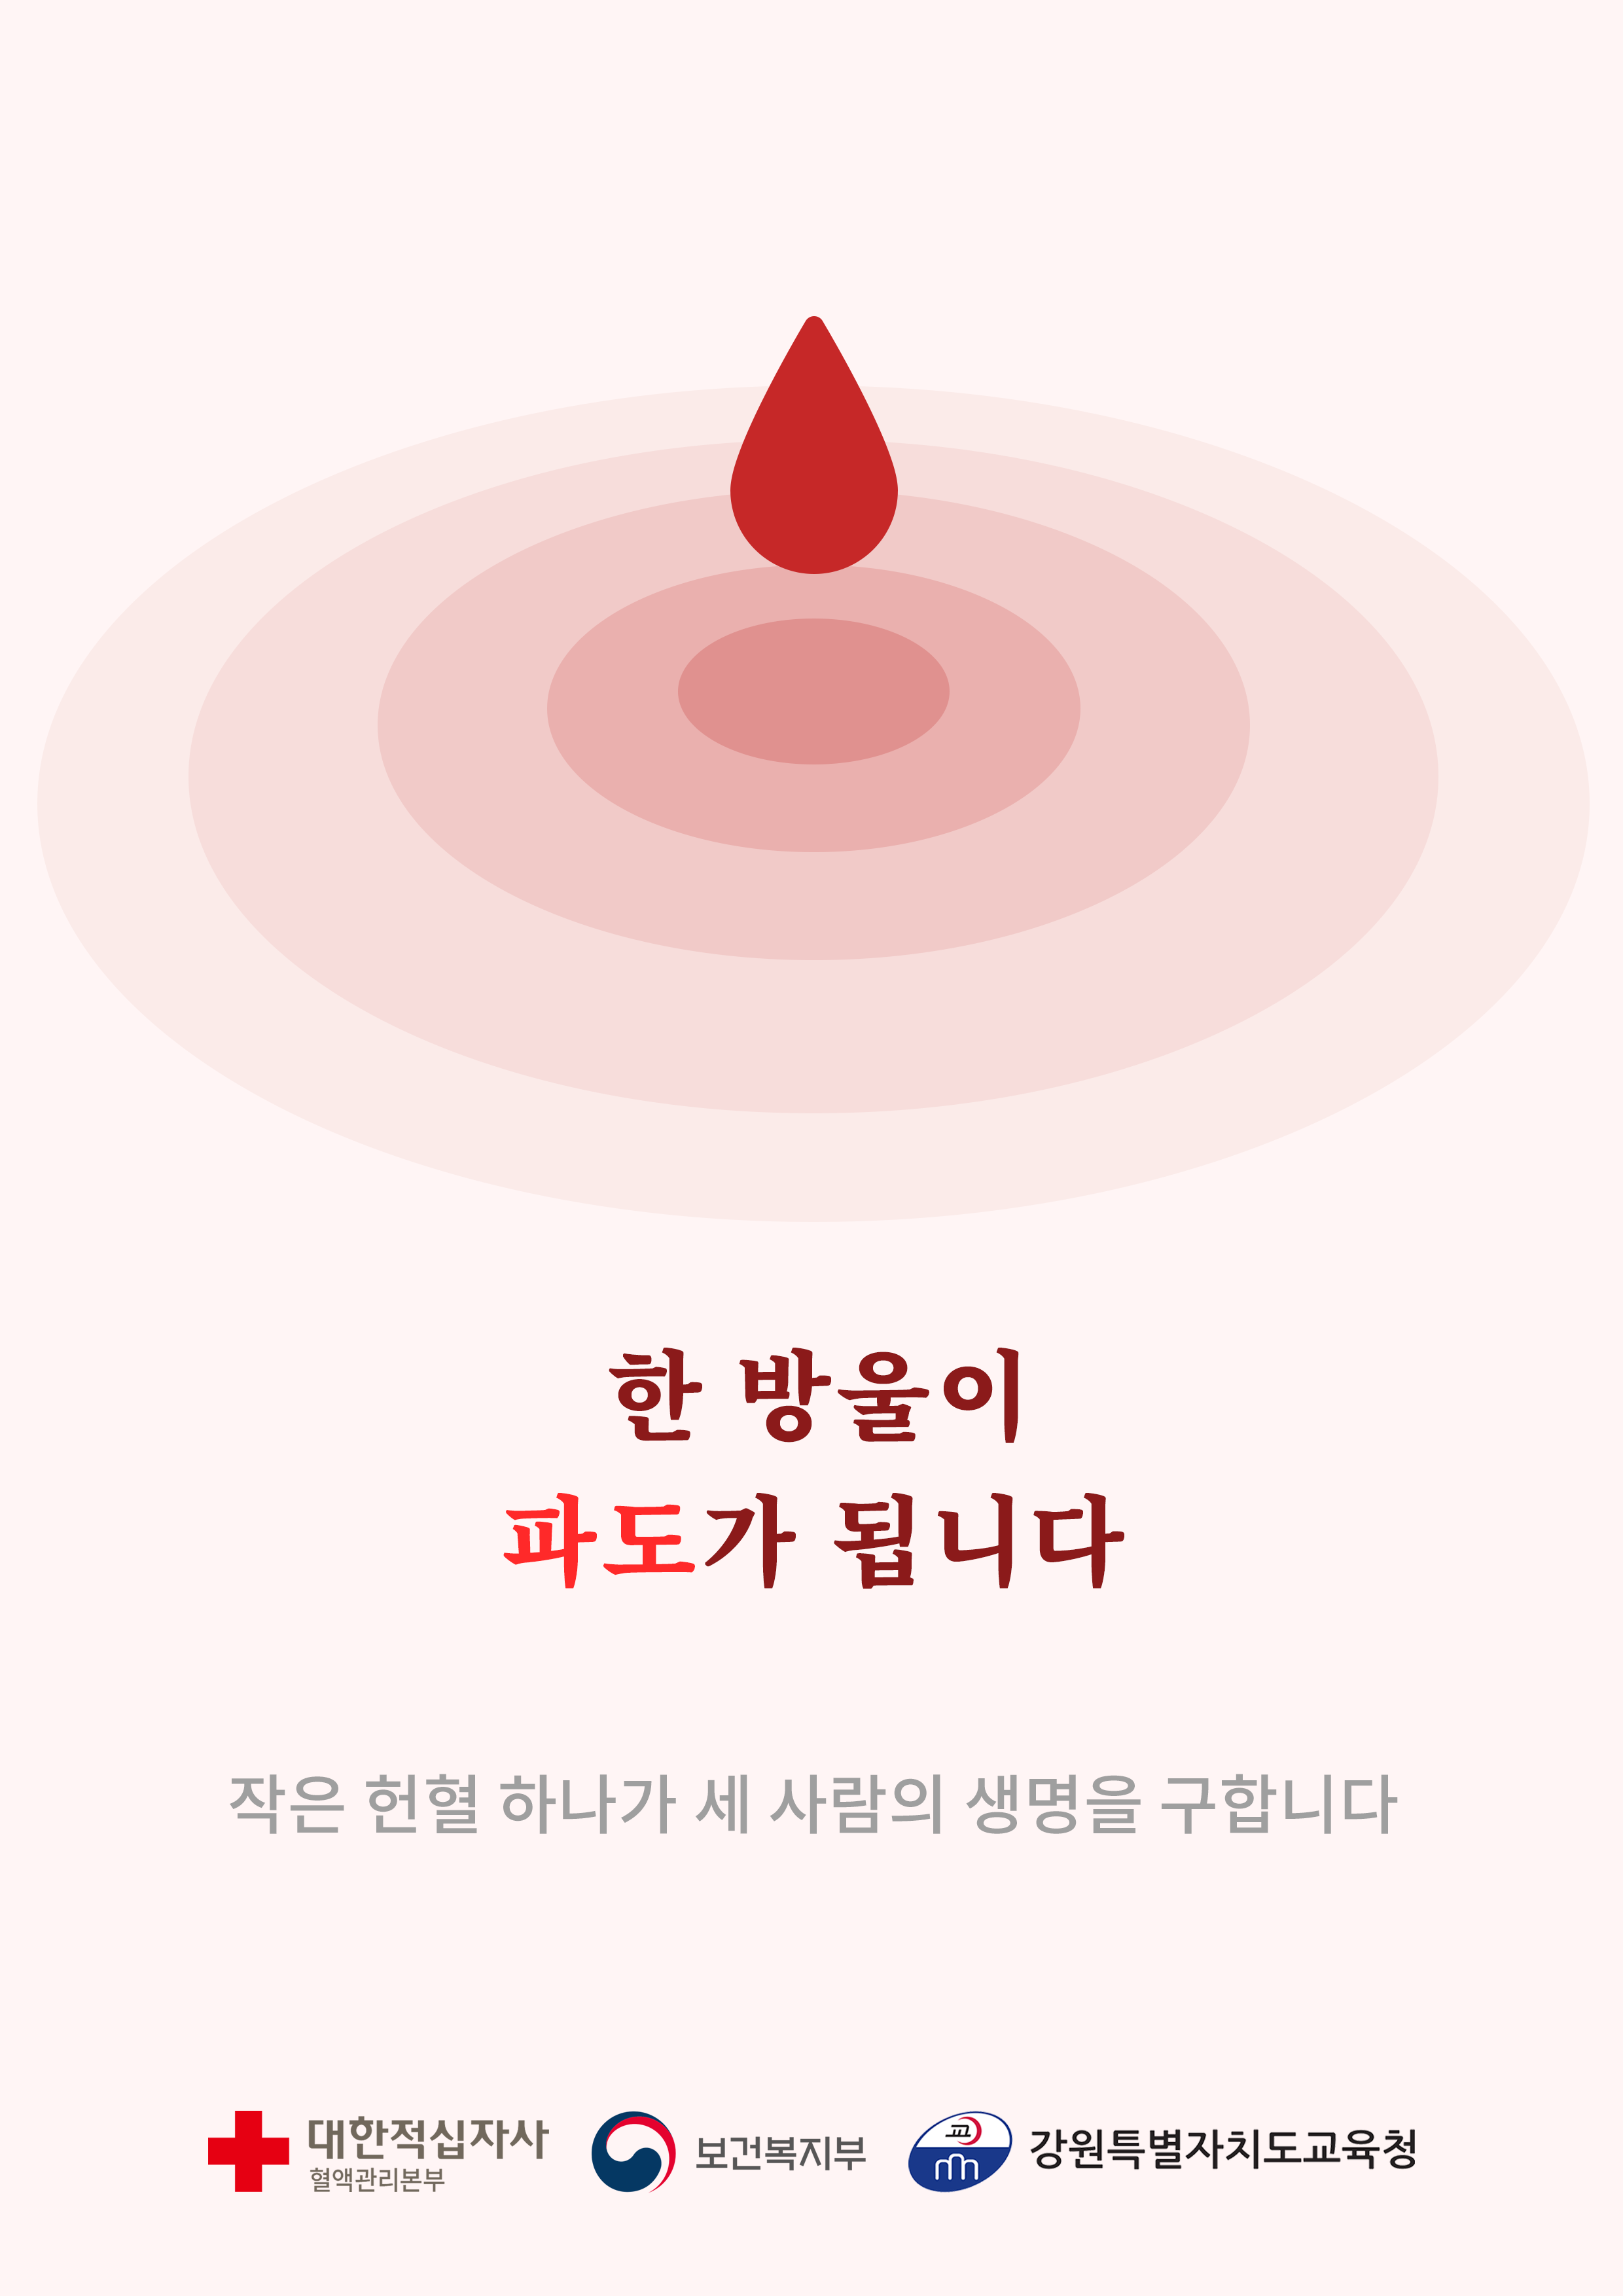 한 방울이
파도가 됩니다
작은 헌혈 하나가 세 사람의 생명을 구합니다
대한적십자사
혈액관리본부
보건복지부
교
강원특별자치도교육청